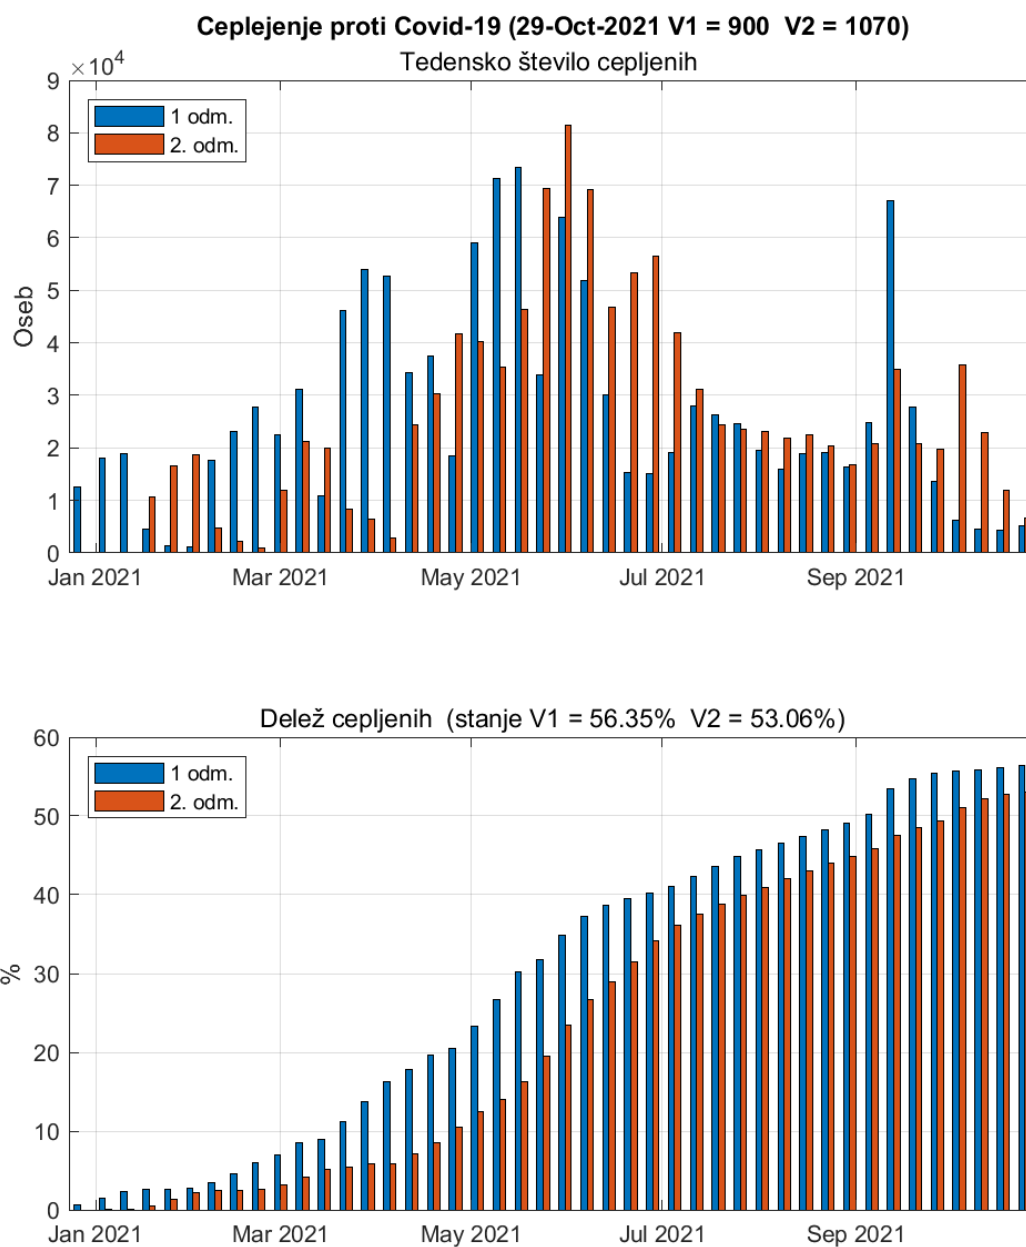 Ceplejenje proti Covid-19 (29-Oct-2021 V1 = 900  V2 = 1070)
Tedensko število cepljenih
×10⁴
1 odm.
2. odm.
9
8
7
6
5
4
3
2
1
0
Oseb
Jan 2021
Mar 2021
May 2021
Jul 2021
Sep 2021
Delež cepljenih  (stanje V1 = 56.35%  V2 = 53.06%)
1 odm.
2. odm.
60
50
40
30
20
10
0
%
Jan 2021
Mar 2021
May 2021
Jul 2021
Sep 2021